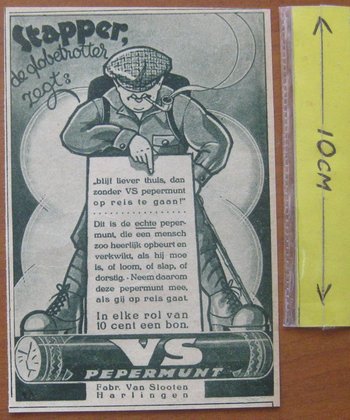 Stapper,
de globetrotter
zegt:
„blijf liever thuis, dan
zonder VS pepermunt
op reis te gaan!"
Dit is de echte peper-
munt, die een mensch
zoo heerlijk opbeurt en
verkwikt, als hij moe
is, of loom, of slap, of
dorstig. - Neem daarom
deze pepermunt mee,
als gij op reis gaat.
In elke rol van
10 cent een bon.
VS
PEPERMUNT
Fabr. Van Slooten
Harlingen
10CM